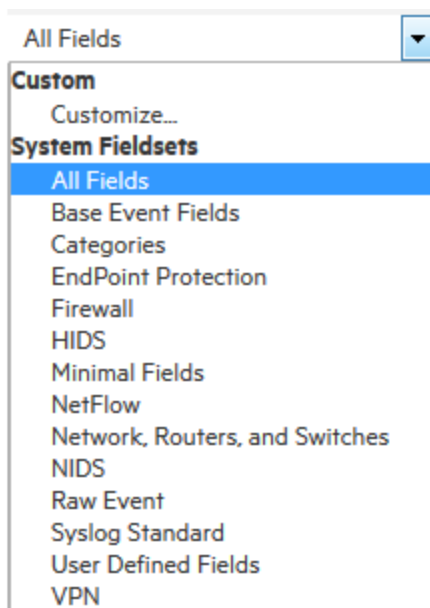 All Fields
Custom
Customize...
System Fieldsets
All Fields
Base Event Fields
Categories
EndPoint Protection
Firewall
HIDS
Minimal Fields
NetFlow
Network, Routers, and Switches
NIDS
Raw Event
Syslog Standard
User Defined Fields
VPN